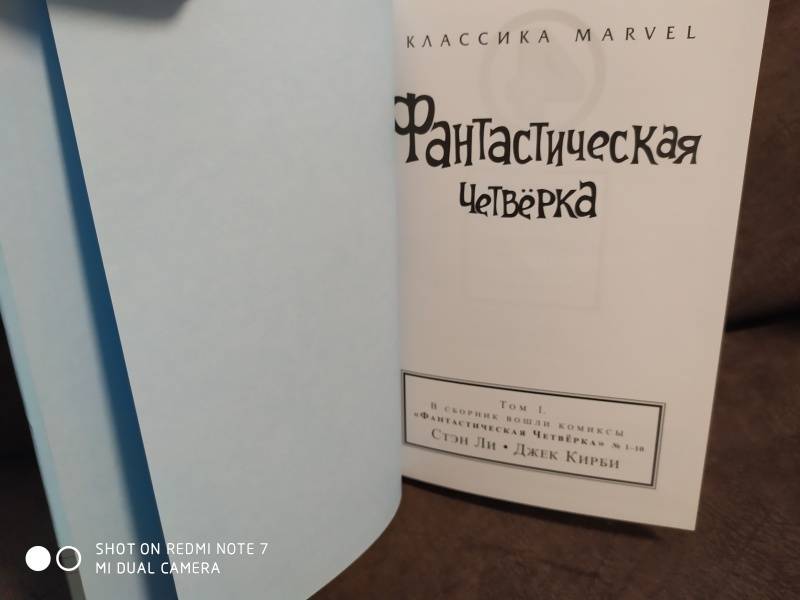 КЛАССИКА MARVEL
Фантастическая
четвёрка
Том I.
В сборник вошли комиксы
«Фантастическая Четвёрка» № 1–10
Стэн Ли • Джек Кирби
SHOT ON REDMI NOTE 7
MI DUAL CAMERA